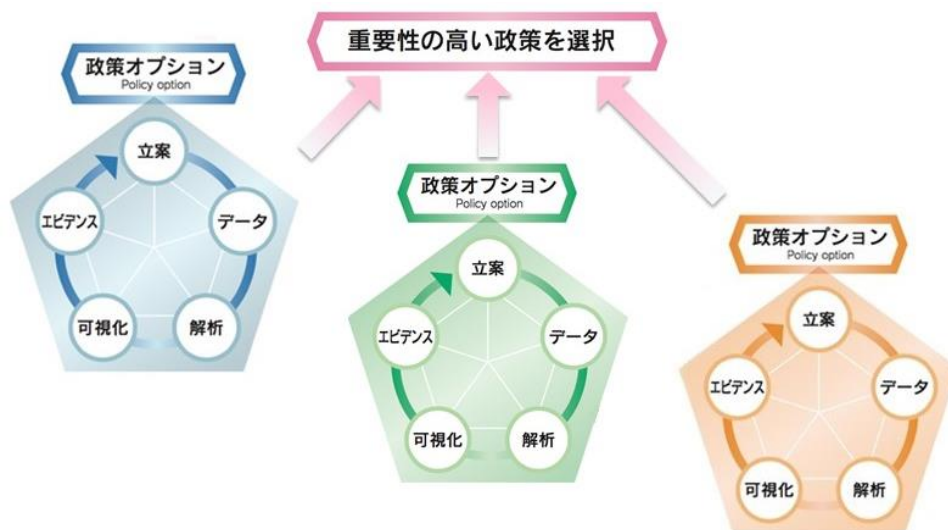 重要性の高い政策を選択
政策オプション
Policy option
立案
データ
解析
可視化
エビデンス
政策オプション
Policy option
立案
データ
解析
可視化
エビデンス
政策オプション
Policy option
立案
データ
解析
可視化
エビデンス